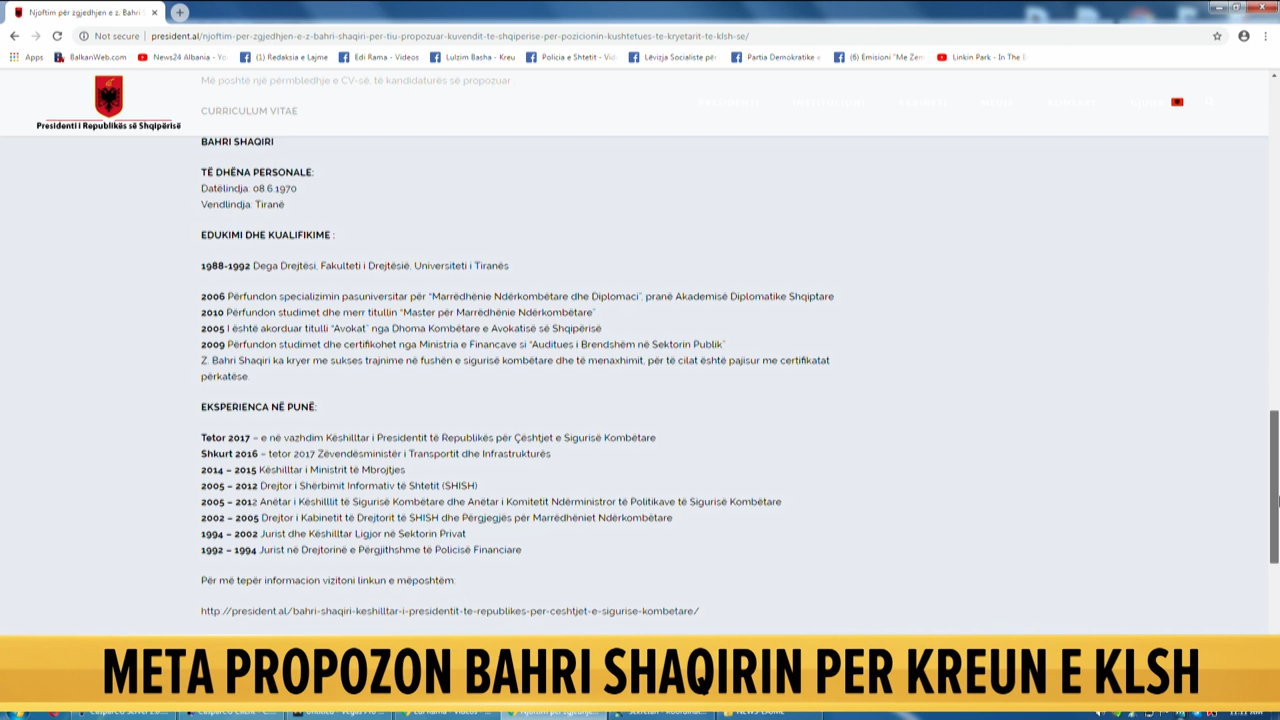 Njoftim për zgjedhjen e z. Bahri S
Not secure president.al/njoftim-per-zgjedhjen-e-z-bahri-shaqiri-per-tiu-propozuar-kuvendit-te-shqiperise-per-pozicionin-kushtetues-te-kryetarit-te-klsh-se/
Apps BalkanWeb.com News24 Albania - Yo (1) Redaksia e Lajme Edi Rama - Videos Lulzim Basha - Kreu Policia e Shtetit - Vid Lëvizja Socialiste për Partia Demokratike e (6) Emisioni "Me Zem Linkin Park - In The E
Më poshtë një përmbledhje e CV-së, të kandidaturës së propozuar
CURRICULUM VITAE
Presidenti i Republikës së Shqipërisë
BAHRI SHAQIRI
TË DHËNA PERSONALE:
Datëlindja: 08.6.1970
Vendlindja: Tiranë
EDUKIMI DHE KUALIFIKIME :
1988-1992 Dega Drejtësi, Fakulteti i Drejtësië, Universiteti i Tiranës
2006 Përfundon specializimin pasuniversitar për “Marrëdhënie Ndërkombëtare dhe Diplomaci”, pranë Akademisë Diplomatike Shqiptare
2010 Përfundon studimet dhe merr titullin “Master për Marrëdhënie Ndërkombëtare”
2005 I është akorduar titulli “Avokat” nga Dhoma Kombëtare e Avokatisë së Shqipërisë
2009 Përfundon studimet dhe certifikohet nga Ministria e Financave si “Auditues i Brendshëm në Sektorin Publik”
Z. Bahri Shaqiri ka kryer me sukses trajnime në fushën e sigurisë kombëtare dhe të menaxhimit, për të cilat është pajisur me certifikatat
përkatëse.
EKSPERIENCA NË PUNË:
Tetor 2017 – e në vazhdim Këshilltar i Presidentit të Republikës për Çështjet e Sigurisë Kombëtare
Shkurt 2016 – tetor 2017 Zëvendësministër i Transportit dhe Infrastrukturës
2014 – 2015 Këshilltar i Ministrit të Mbrojtjes
2005 – 2012 Drejtor i Shërbimit Informativ të Shtetit (SHISH)
2005 – 2012 Anëtar i Këshilllit të Sigurisë Kombëtare dhe Anëtar i Komitetit Ndërministror të Politikave të Sigurisë Kombëtare
2002 – 2005 Drejtor i Kabinetit të Drejtorit të SHISH dhe Përgjegjës për Marrëdhëniet Ndërkombëtare
1994 – 2002 Jurist dhe Këshilltar Ligjor në Sektorin Privat
1992 – 1994 Jurist në Drejtorinë e Përgjithshme të Policisë Financiare
Për më tepër informacion vizitoni linkun e mëposhtëm:
http://president.al/bahri-shaqiri-keshilltar-i-presidentit-te-republikes-per-ceshtjet-e-sigurise-kombetare/
META PROPOZON BAHRI SHAQIRIN PER KREUN E KLSH